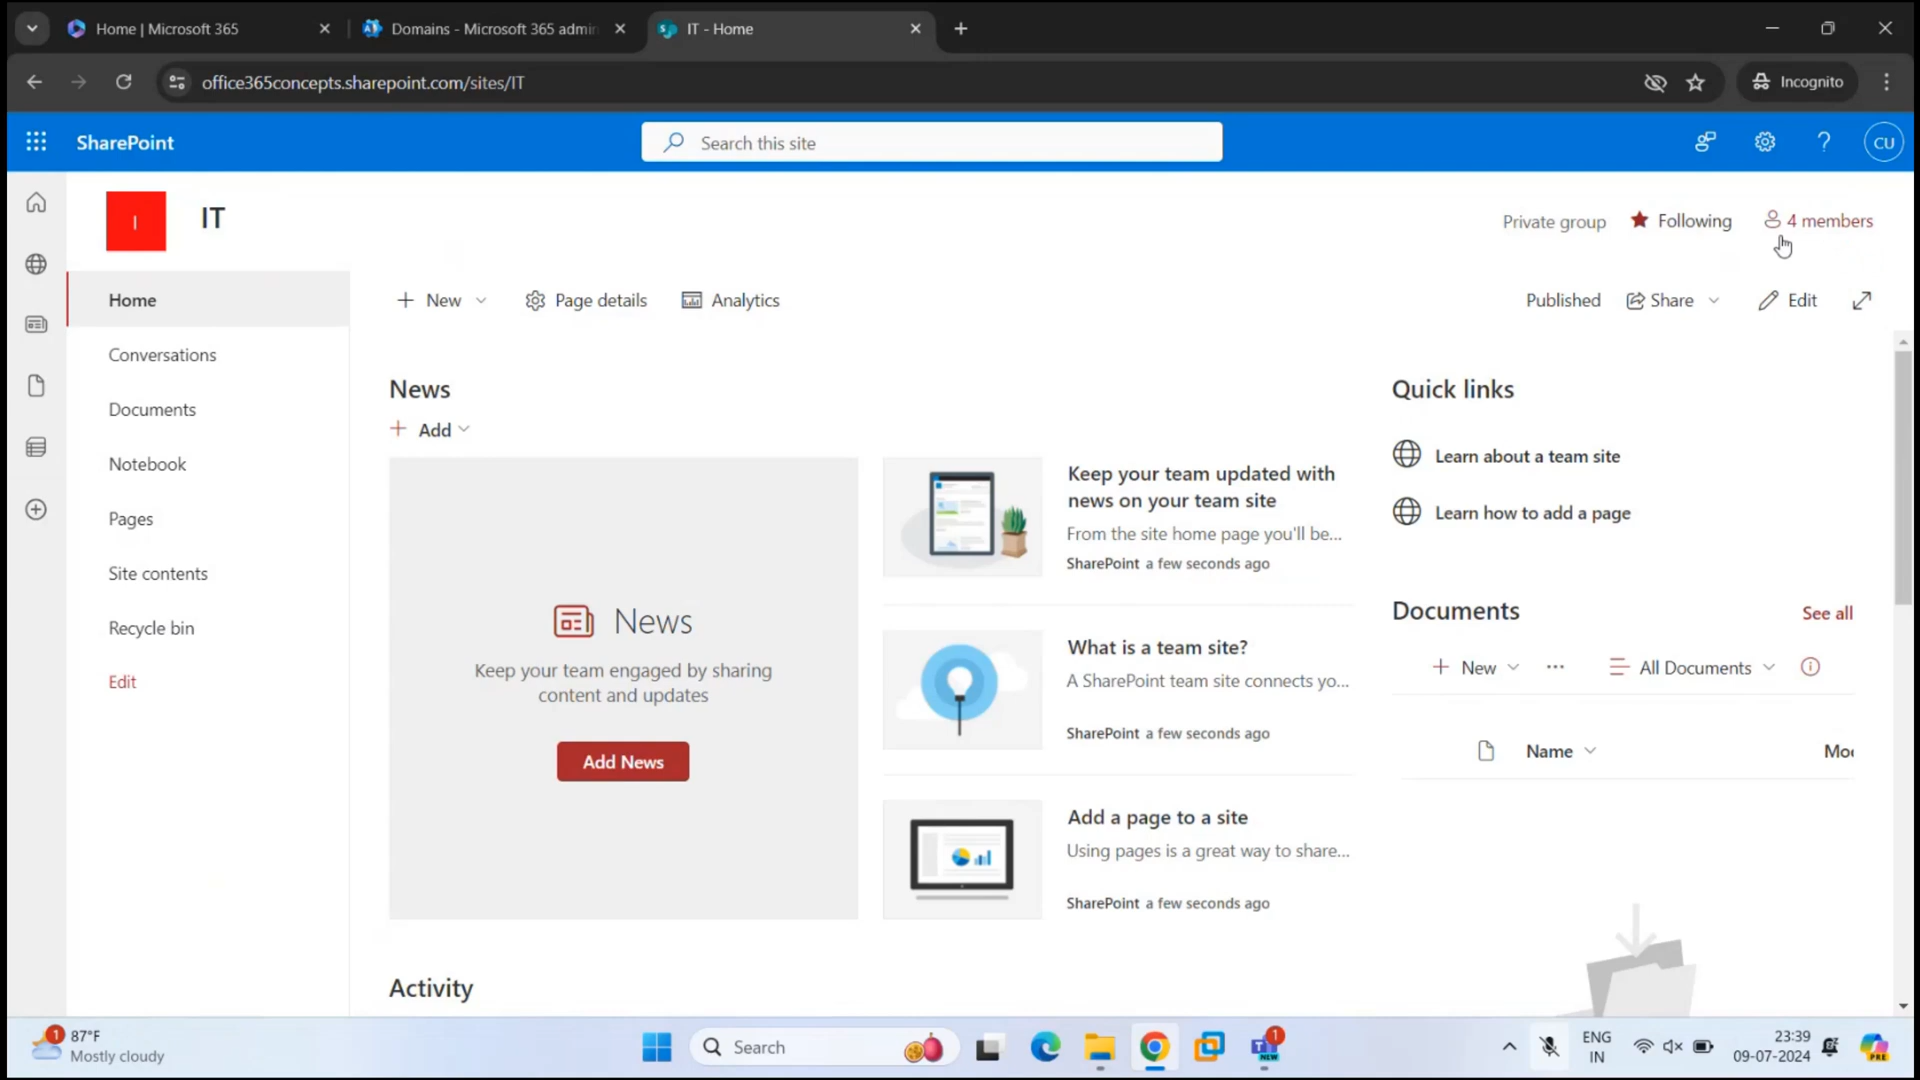 Home | Microsoft 365
Domains - Microsoft 365 admin
IT - Home
office365concepts.sharepoint.com/sites/IT
Incognito
SharePoint
Search this site
CU
I
IT
Private group
Following
4 members
Home
Conversations
Documents
Notebook
Pages
Site contents
Recycle bin
Edit
New
Page details
Analytics
Published
Share
Edit
News
Add
News
Keep your team engaged by sharing
content and updates
Add News
Keep your team updated with
news on your team site
From the site home page you'll be...
SharePoint a few seconds ago
What is a team site?
A SharePoint team site connects yo...
SharePoint a few seconds ago
Add a page to a site
Using pages is a great way to share...
SharePoint a few seconds ago
Activity
Quick links
Learn about a team site
Learn how to add a page
Documents
See all
New
All Documents
Name
1
87°F
Mostly cloudy
Search
NEW
1
ENG
IN
23:39
09-07-2024
PRE